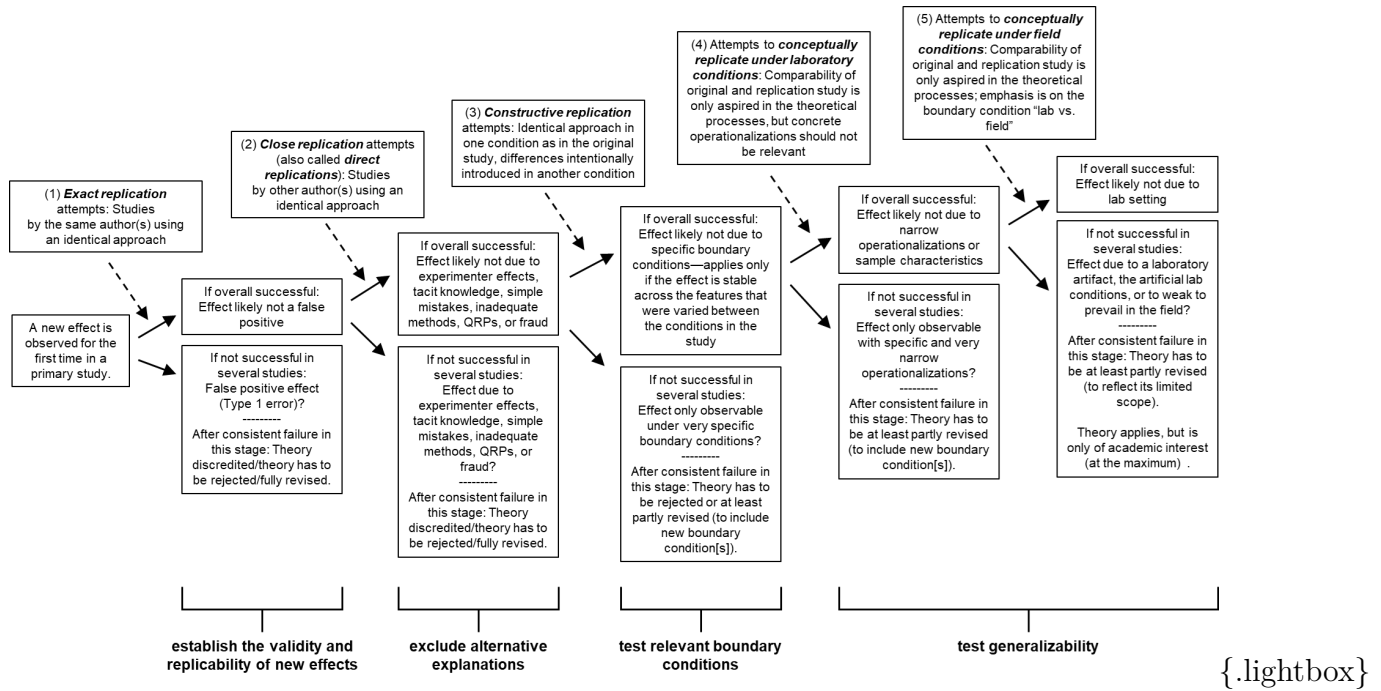 A new effect is
observed for the
first time in a
primary study.
(1) Exact replication
attempts: Studies
by the same author(s) using
an identical approach
If overall successful:
Effect likely not a false
positive
If not successful in
several studies:
False positive effect
(Type 1 error)?
---------
After consistent failure in
this stage: Theory
discredited/theory has to
be rejected/fully revised.
(2) Close replication attempts
(also called direct
replications): Studies
by other author(s) using an
identical approach
If overall successful:
Effect likely not due to
experimenter effects,
tacit knowledge, simple
mistakes, inadequate
methods, QRPs, or fraud
If not successful in
several studies:
Effect due to
experimenter effects,
tacit knowledge, simple
mistakes, inadequate
methods, QRPs, or
fraud?
---------
After consistent failure in
this stage: Theory
discredited/theory has to
be rejected/fully revised.
(3) Constructive replication
attempts: Identical approach in
one condition as in the original
study, differences intentionally
introduced in another condition
If overall successful:
Effect likely not due to
specific boundary
conditions—applies only
if the effect is stable
across the features that
were varied between
the conditions in the
study
If not successful in
several studies:
Effect only observable
under very specific
boundary conditions?
---------
After consistent failure in
this stage: Theory has to
be rejected or at least
partly revised (to include
new boundary
condition[s]).
(4) Attempts to conceptually
replicate under laboratory
conditions: Comparability of
original and replication study is
only aspired in the theoretical
processes, but concrete
operationalizations should not
be relevant
If overall successful:
Effect likely not due to
narrow
operationalizations or
sample characteristics
If not successful in
several studies:
Effect only observable
with specific and very
narrow
operationalizations?
---------
After consistent failure in
this stage: Theory has to
be at least partly revised
(to include new boundary
condition[s]).
(5) Attempts to conceptually
replicate under field
conditions: Comparability of
original and replication study is
only aspired in the theoretical
processes; emphasis is on the
boundary condition “lab vs.
field”
If overall successful:
Effect likely not due to
lab setting
If not successful in
several studies:
Effect due to a laboratory
artifact, the artificial lab
conditions, or to weak to
prevail in the field?
---------
After consistent failure in
this stage: Theory has to
be at least partly revised
(to reflect its limited
scope).
Theory applies, but is
only of academic interest
(at the maximum) .
establish the validity and
replicability of new effects
exclude alternative
explanations
test relevant boundary
conditions
test generalizability
{.lightbox}